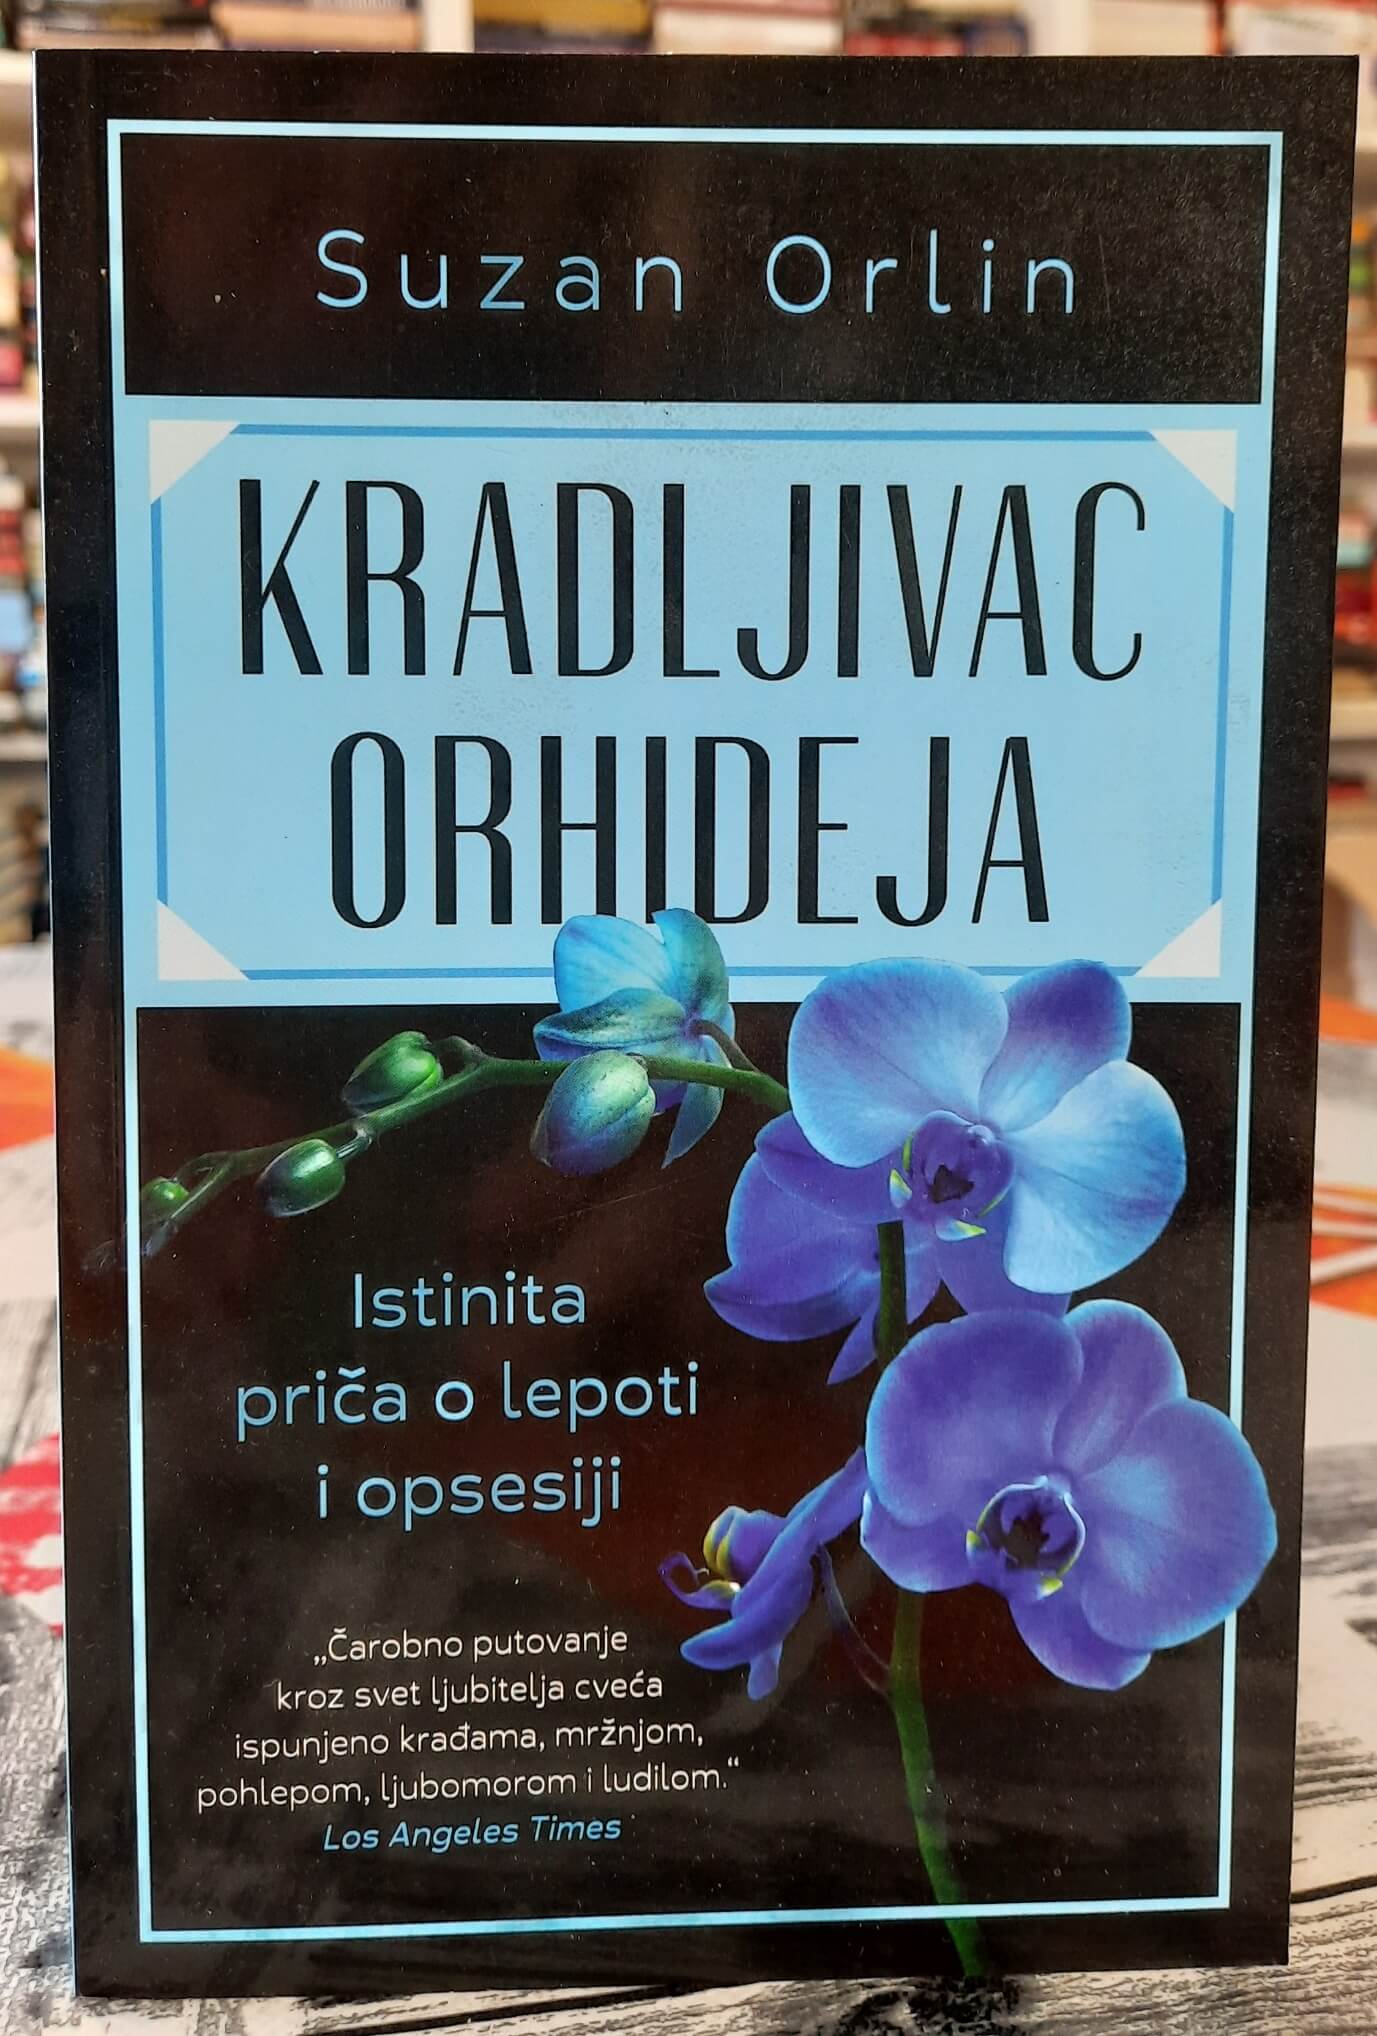 Suzan Orlin
KRADLJIVAC
ORHIDEJA
Istinita
priča o lepoti
i opsesiji
„Čarobno putovanje
kroz svet ljubitelja cveća
ispunjeno krađama, mržnjom,
pohlepom, ljubomorom i ludilom.“
Los Angeles Times